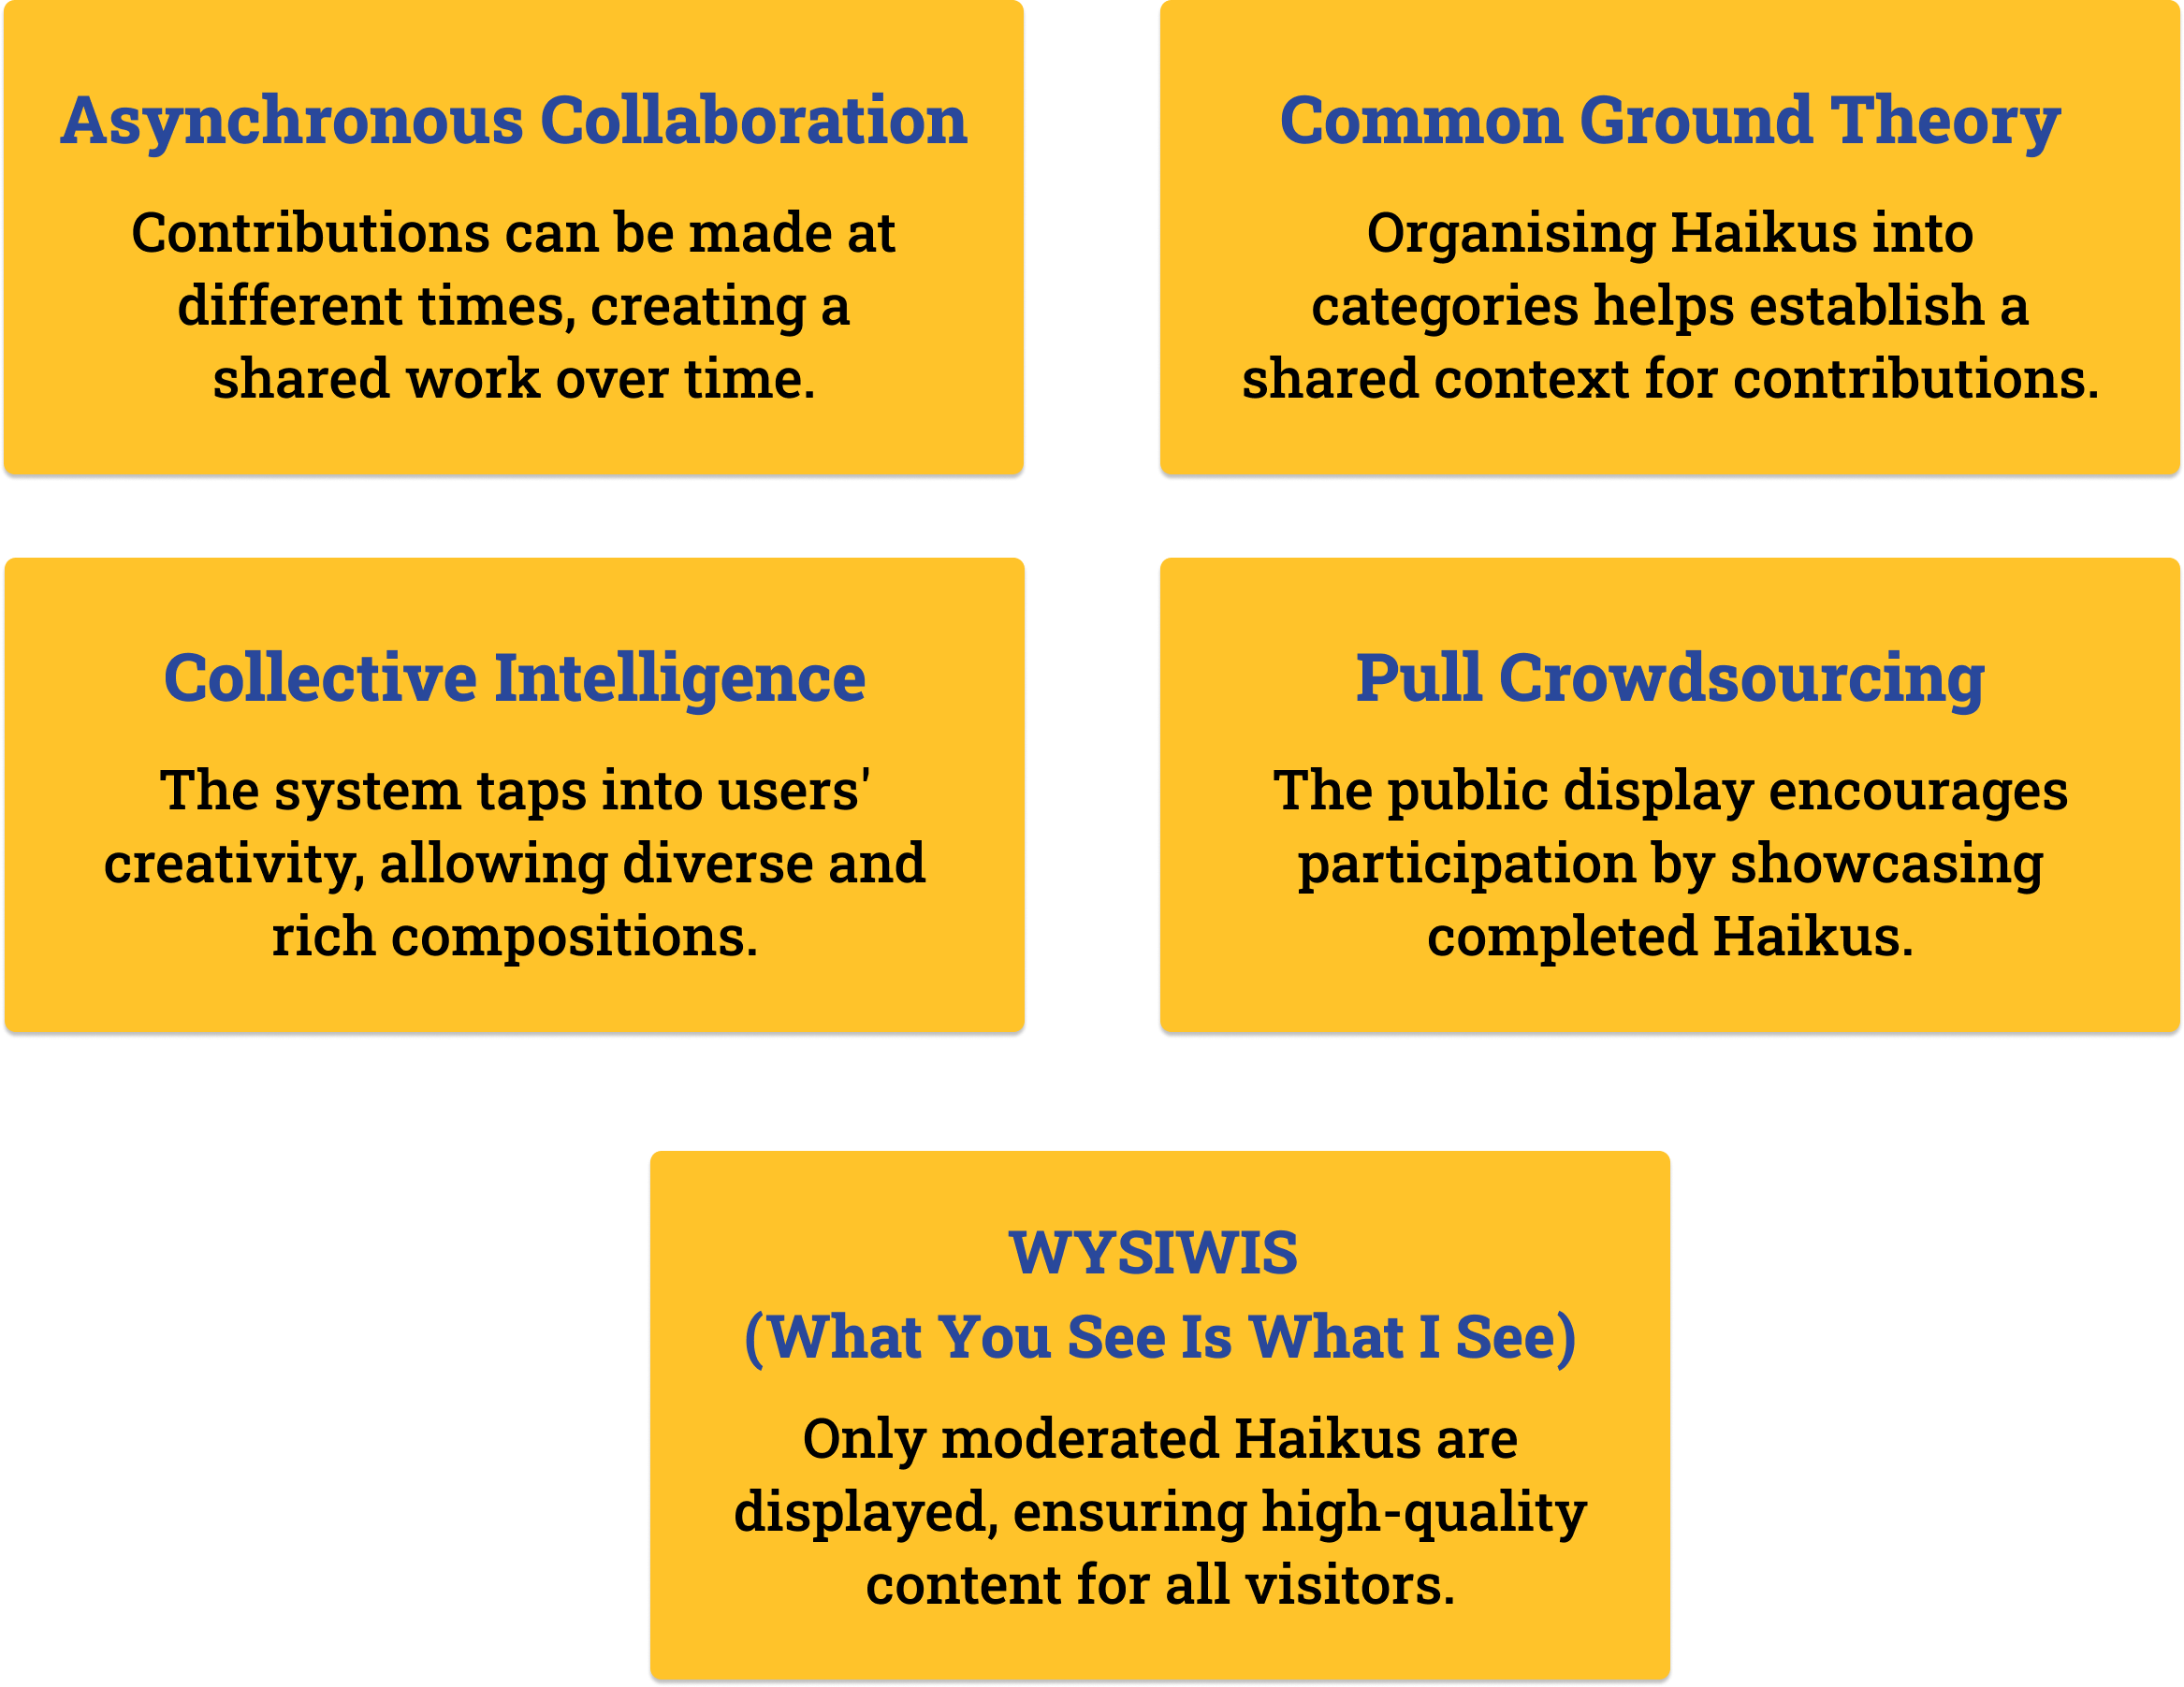 Asynchronous Collaboration
Contributions can be made at
different times, creating a
shared work over time.
Common Ground Theory
Organising Haikus into
categories helps establish a
shared context for contributions.
Collective Intelligence
The system taps into users'
creativity, allowing diverse and
rich compositions.
Pull Crowdsourcing
The public display encourages
participation by showcasing
completed Haikus.
WYSIWIS
(What You See Is What I See)
Only moderated Haikus are
displayed, ensuring high-quality
content for all visitors.